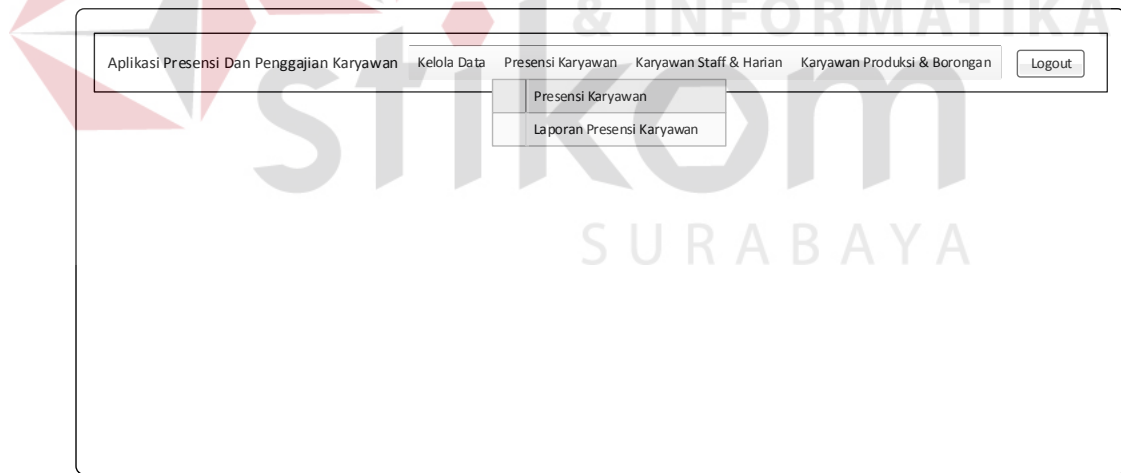 & INFORMATIKA
Aplikasi Presensi Dan Penggajian Karyawan Kelola Data Presensi Karyawan Karyawan Staff & Harian Karyawan Produksi & Borongan Logout
Presensi Karyawan
Laporan Presensi Karyawan
stikom
SURABAYA